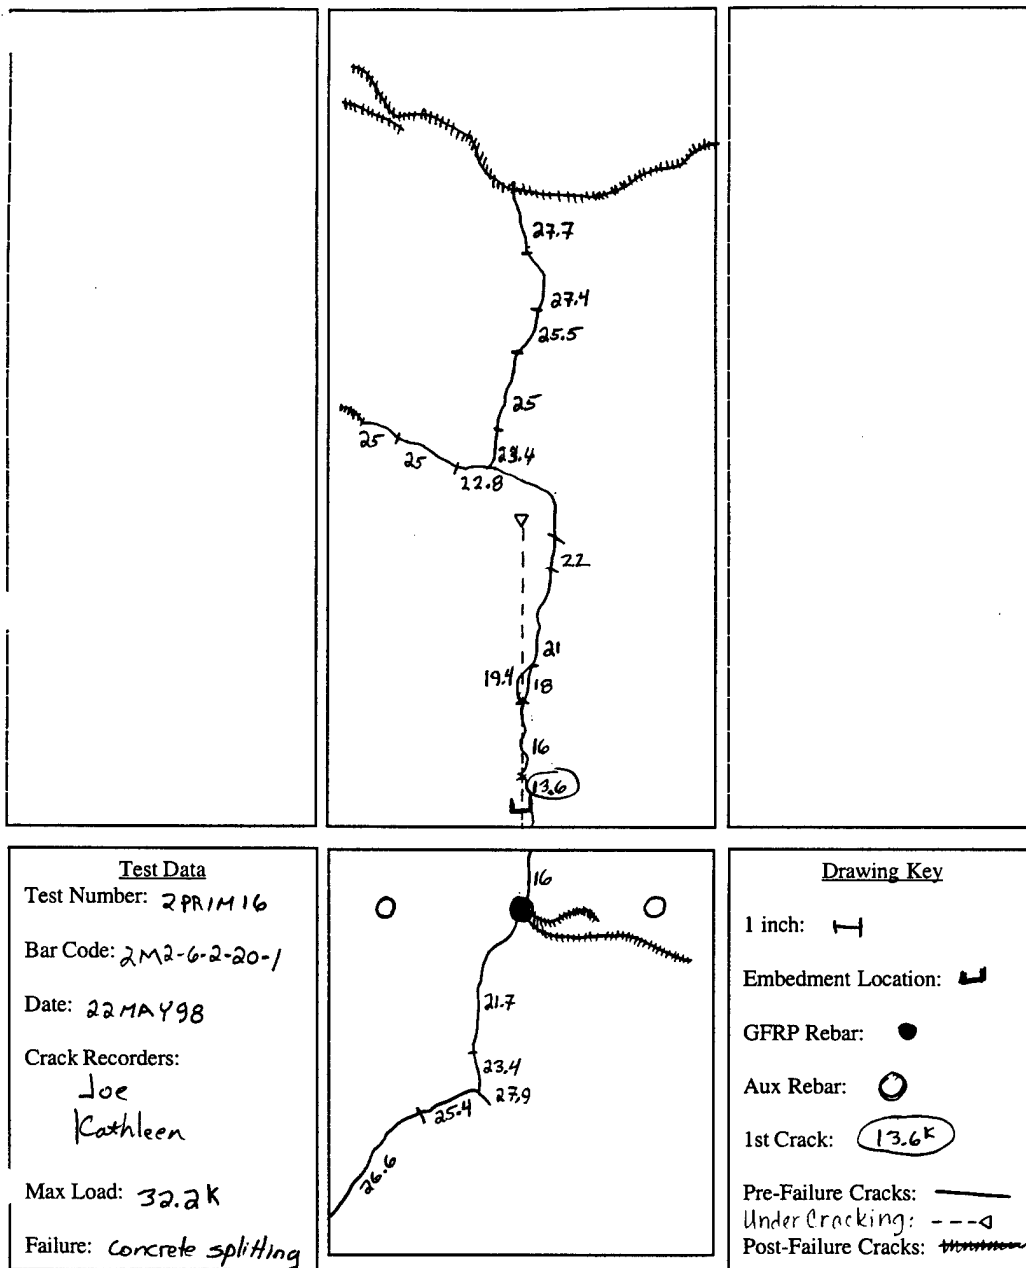 27.7
27.4
25.5
25
25
25
22.8
22
21
19.4
18
16
13.6
Test Data
Test Number: 2PRIM16
Bar Code: 2M2-6-2-20-1
Date: 22MAY98
Crack Recorders:
Joe
Kathleen
Max Load: 32.2K
Failure: Concrete splitting
16
21.7
23.4
27.9
25.4
26.6
Drawing Key
1 inch:
Embedment Location:
GFRP Rebar:
Aux Rebar:
1st Crack: 13.6K
Pre-Failure Cracks:
Under Cracking:
Post-Failure Cracks: